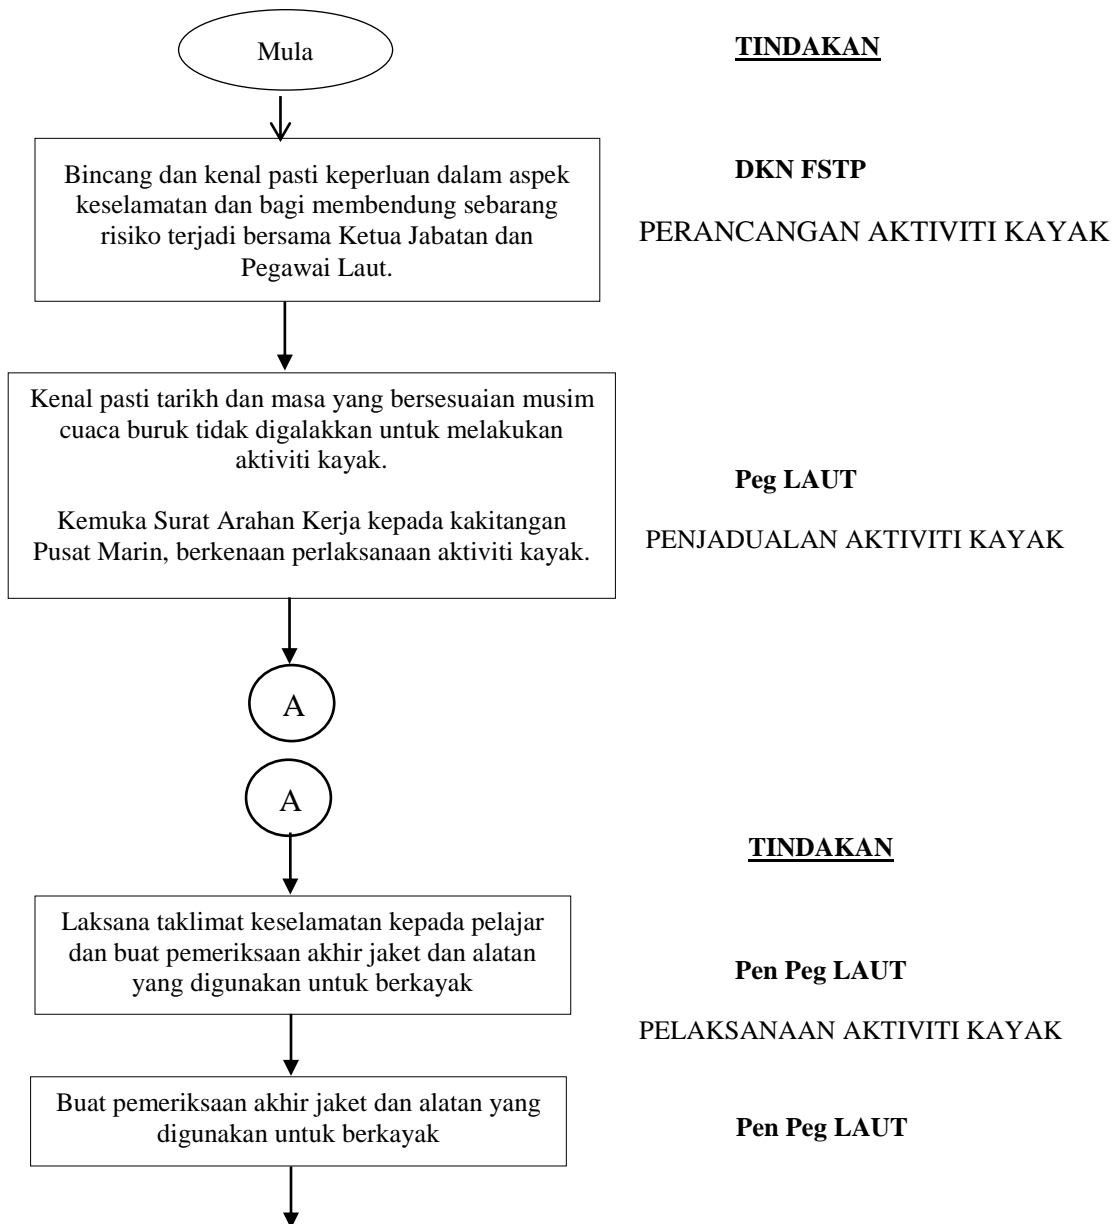 Mula
TINDAKAN
Bincang dan kenal pasti keperluan dalam aspek
keselamatan dan bagi membendung sebarang
risiko terjadi bersama Ketua Jabatan dan
Pegawai Laut.
DKN FSTP
PERANCANGAN AKTIVITI KAYAK
Kenal pasti tarikh dan masa yang bersesuaian musim
cuaca buruk tidak digalakkan untuk melakukan
aktiviti kayak.
Kemuka Surat Arahan Kerja kepada kakitangan
Pusat Marin, berkenaan perlaksanaan aktiviti kayak.
Peg LAUT
PENJADUALAN AKTIVITI KAYAK
A
A
TINDAKAN
Laksana taklimat keselamatan kepada pelajar
dan buat pemeriksaan akhir jaket dan alatan
yang digunakan untuk berkayak
Pen Peg LAUT
PELAKSANAAN AKTIVITI KAYAK
Buat pemeriksaan akhir jaket dan alatan yang
digunakan untuk berkayak
Pen Peg LAUT